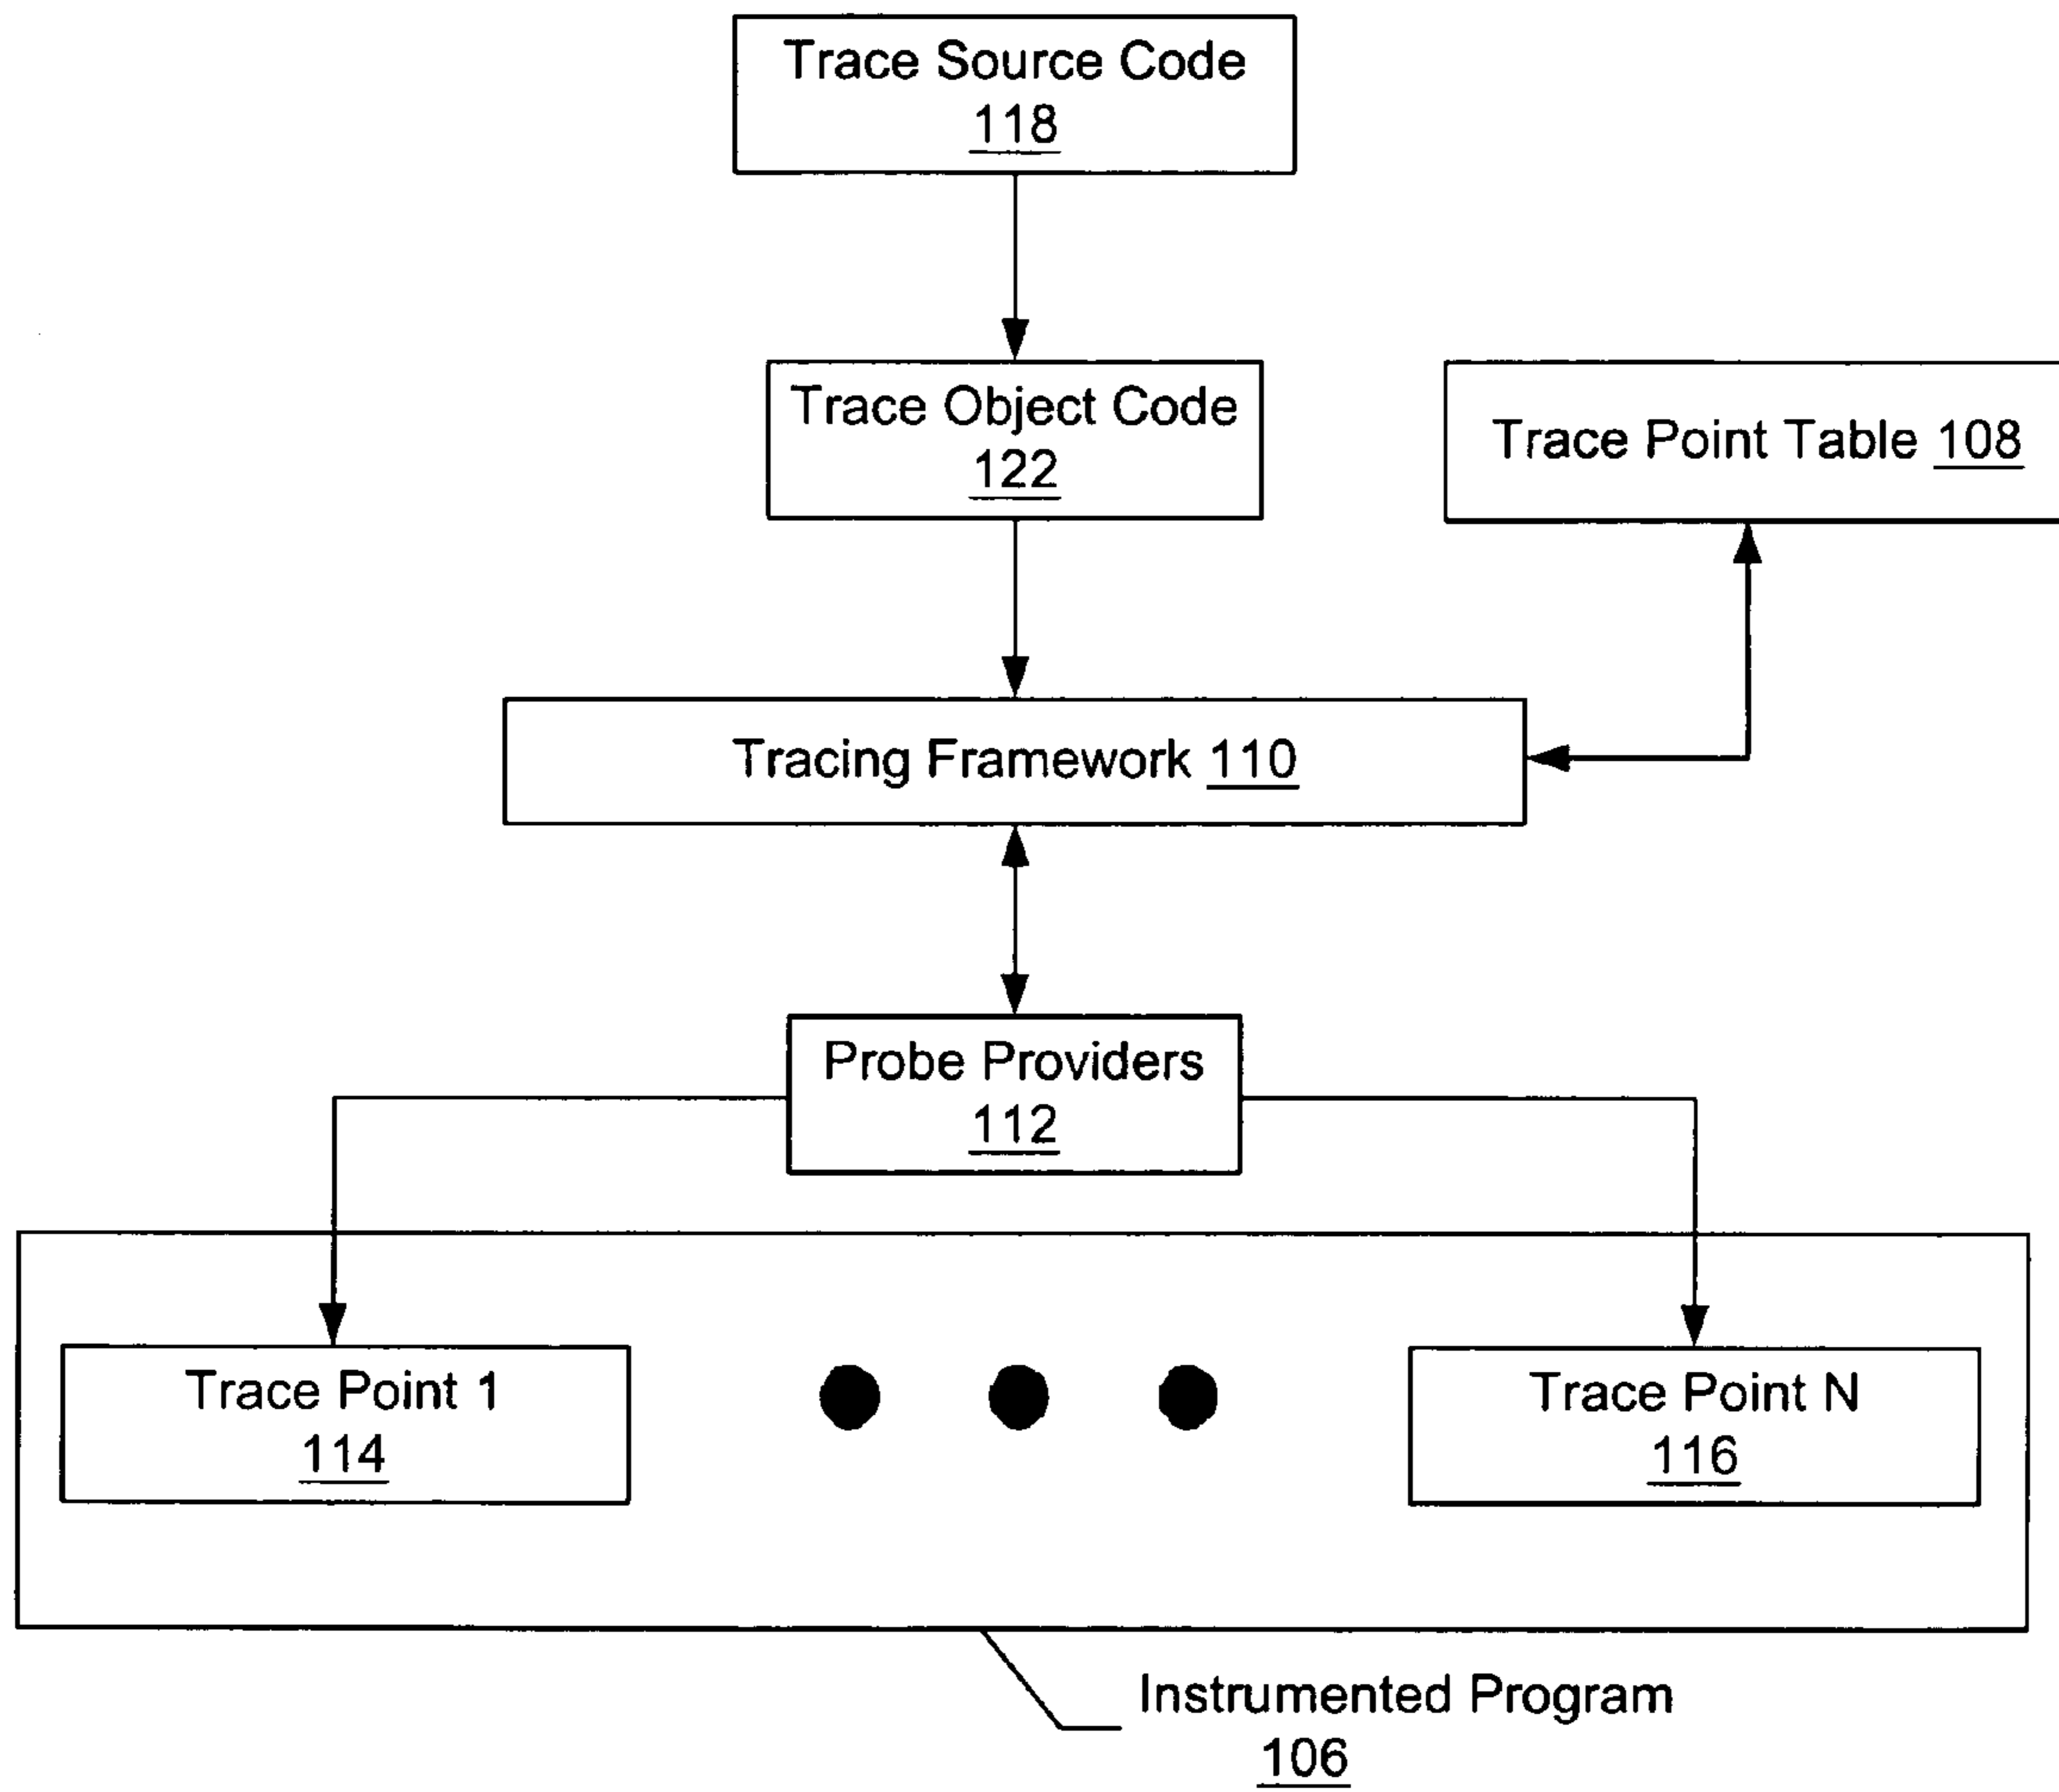 Trace Source Code
118
Trace Object Code
122
Trace Point Table 108
Tracing Framework 110
Probe Providers
112
Trace Point 1
114
Trace Point N
116
Instrumented Program
106